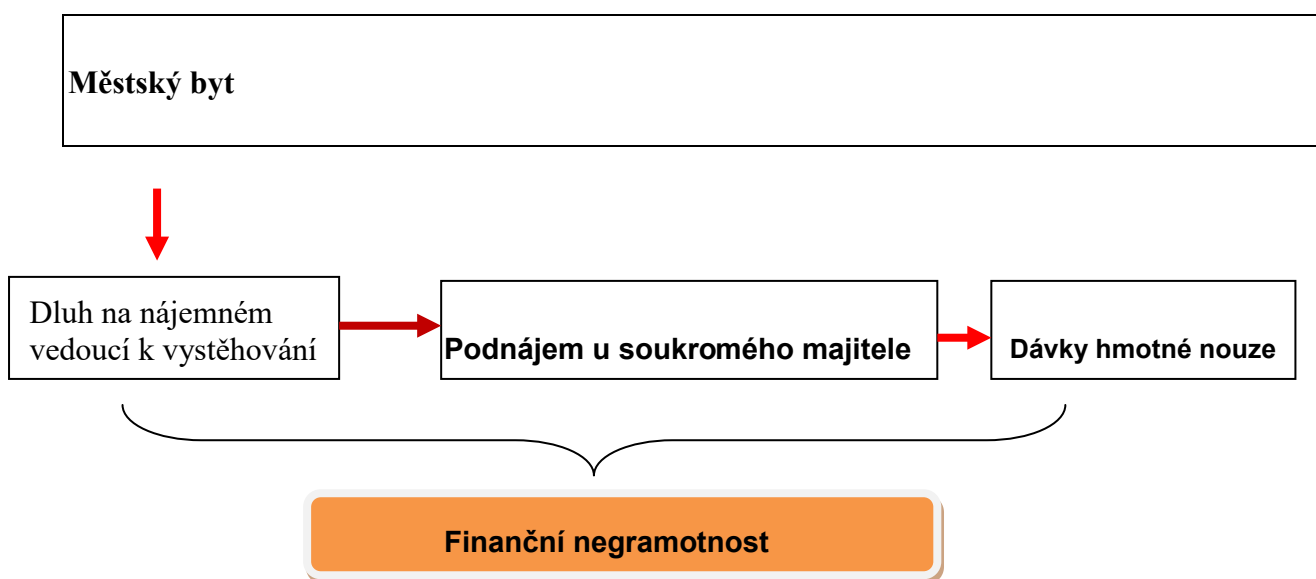 Městský byt
Dluh na nájemném
vedoucí k vystěhování
Podnájem u soukromého majitele
Dávky hmotné nouze
Finanční negramotnost